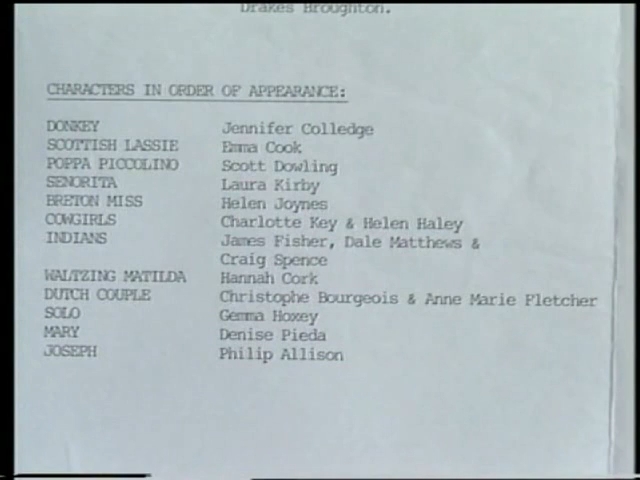 Drakes Broughton.
CHARACTERS IN ORDER OF APPEARANCE:
DONKEY Jennifer Colledge
SCOTTISH LASSIE Emma Cook
POPPA PICCOLINO Scott Dowling
SENORITA Laura Kirby
BRETON MISS Helen Joynes
COWGIRLS Charlotte Key & Helen Haley
INDIANS James Fisher, Dale Matthews &
Craig Spence
WALTZING MATILDA Hannah Cork
DUTCH COUPLE Christophe Bourgeois & Anne Marie Fletcher
SOLO Gemma Hoxey
MARY Denise Pieda
JOSEPH Philip Allison